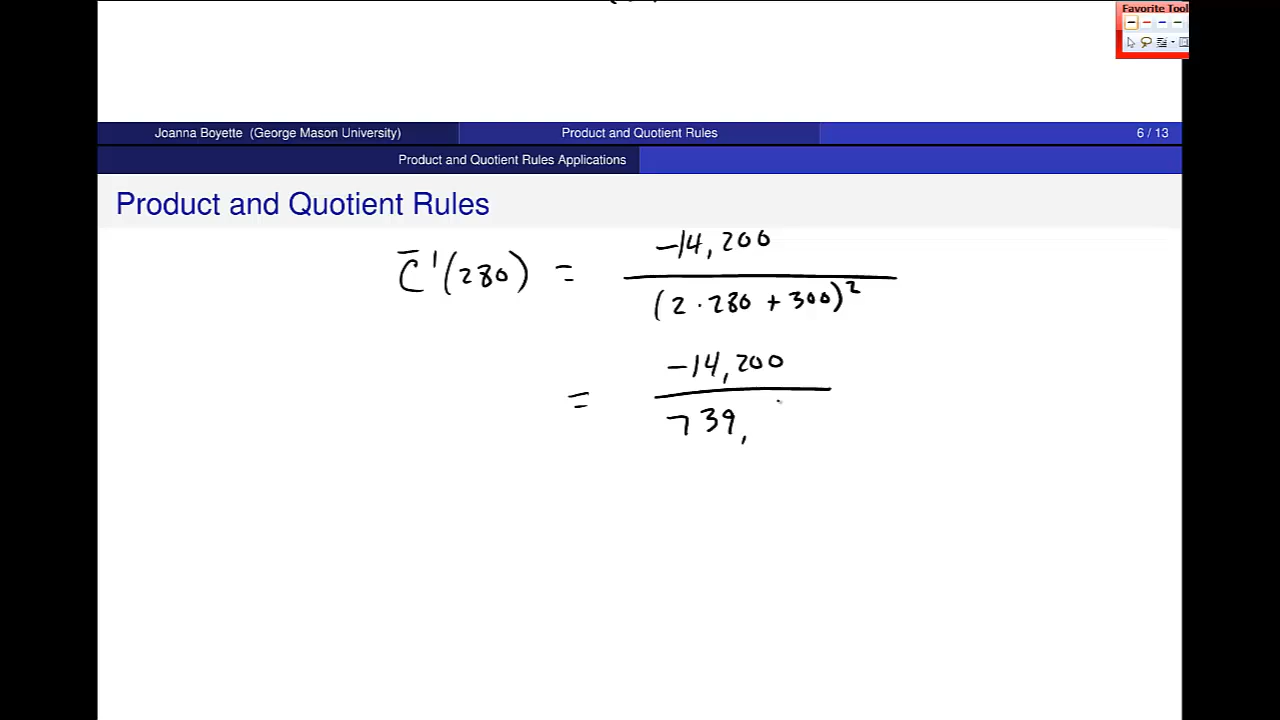 Favorite Tool
Joanna Boyette (George Mason University) Product and Quotient Rules 6 / 13
Product and Quotient Rules Applications
Product and Quotient Rules
C̄'(280) = -14,200 / (2 · 280 + 300)²
= -14,200 / 739,